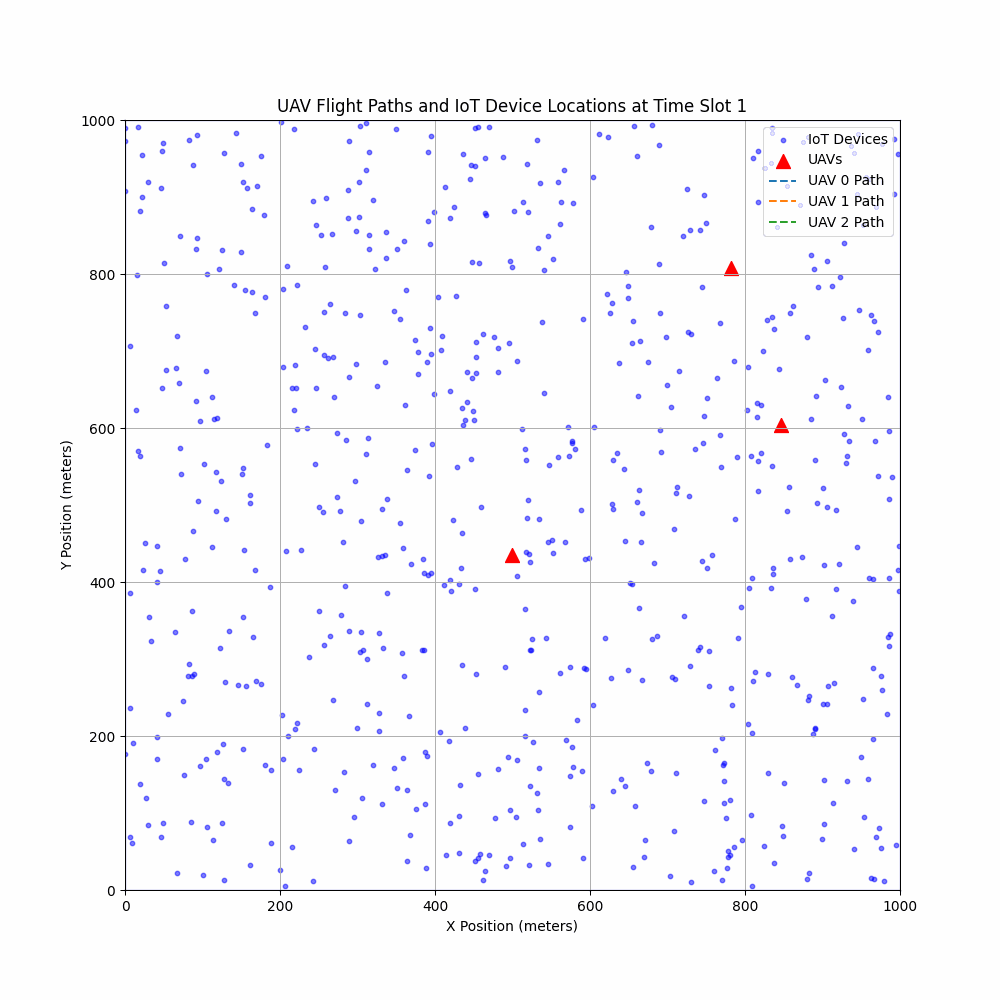 UAV Flight Paths and IoT Device Locations at Time Slot 1
IoT Devices
UAVs
UAV 0 Path
UAV 1 Path
UAV 2 Path
Y Position (meters)
1000
800
600
400
200
0
0 200 400 600 800 1000
X Position (meters)